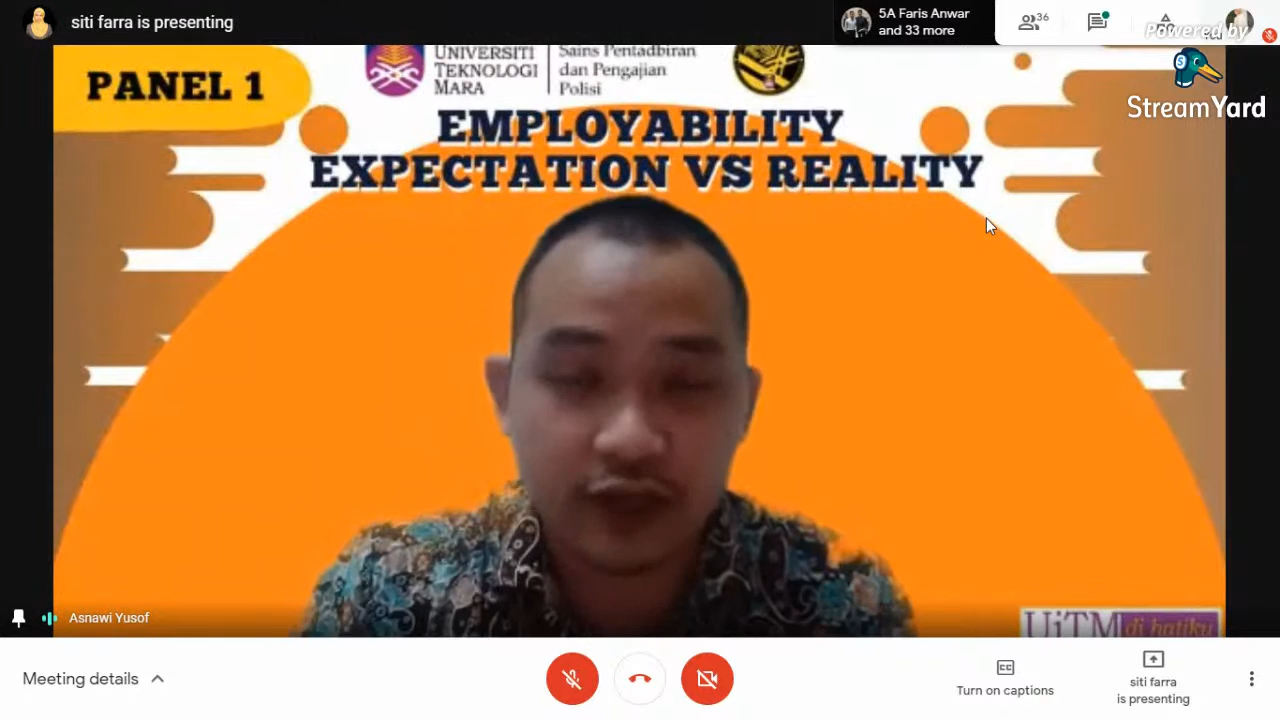 siti farra is presenting
5A Faris Anwar
and 33 more
36
Powered by
StreamYard
PANEL 1
UNIVERSITI
TEKNOLOGI
MARA
Sains Pentadbiran
dan Pengajian
Polisi
EMPLOYABILITY
EXPECTATION VS REALITY
Asnawi Yusof
UiTM di hatiku
Meeting details
CC
Turn on captions
siti farra
is presenting